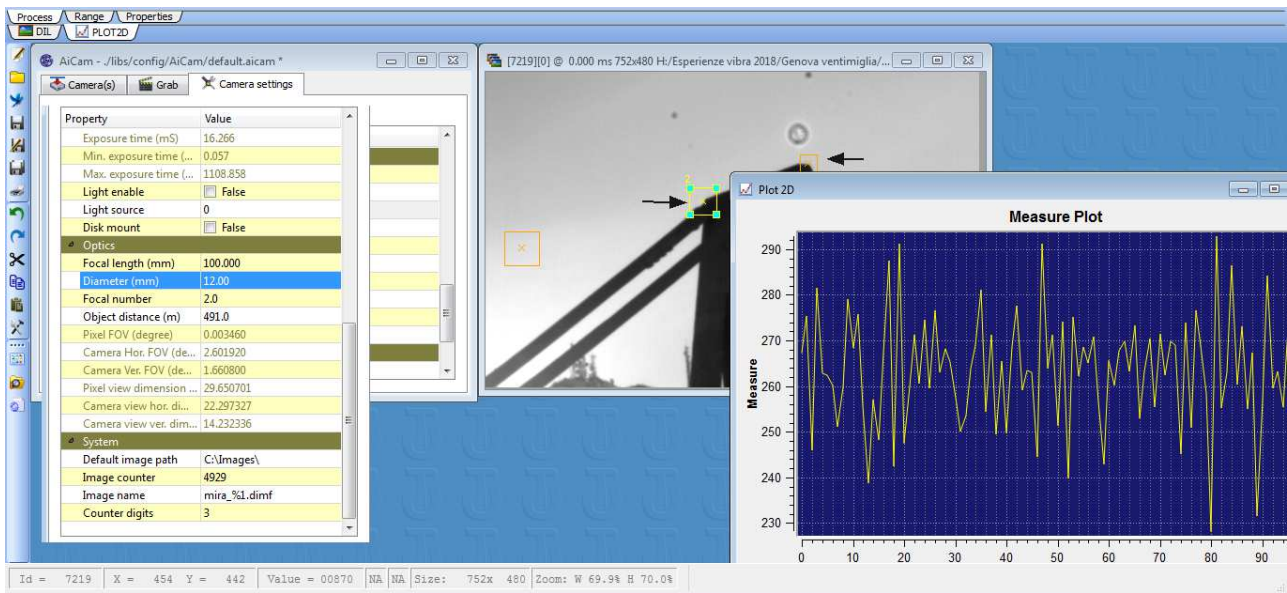 Process Range Properties
DIL PLOT2D
AiCam - ./libs/config/AiCam/default.aicam *
Camera(s) Grab Camera settings
Property Value
Exposure time (mS) 16.266
Min. exposure time (... 0.057
Max. exposure time (... 1108.858
Light enable False
Light source 0
Disk mount False
Optics
Focal length (mm) 100.000
Diameter (mm) 12.00
Focal number 2.0
Object distance (m) 491.0
Pixel FOV (degree) 0.003460
Camera Hor. FOV (de... 2.601920
Camera Ver. FOV (de... 1.660800
Pixel view dimension ... 29.650701
Camera view hor. di... 22.297327
Camera view ver. dim... 14.232336
System
Default image path C:\Images\
Image counter 4929
Image name mira_%1.dimf
Counter digits 3
[7219][0] @ 0.000 ms 752x480 H:/Esperienze vibra 2018/Genova ventimiglia/...
2
Plot 2D
Measure Plot
Measure
290
280
270
260
250
240
230
0 10 20 30 40 50 60 70 80 90
Id = 7219 X = 454 Y = 442 Value = 00870 NA NA Size: 752x 480 Zoom: W 69.9% H 70.0%